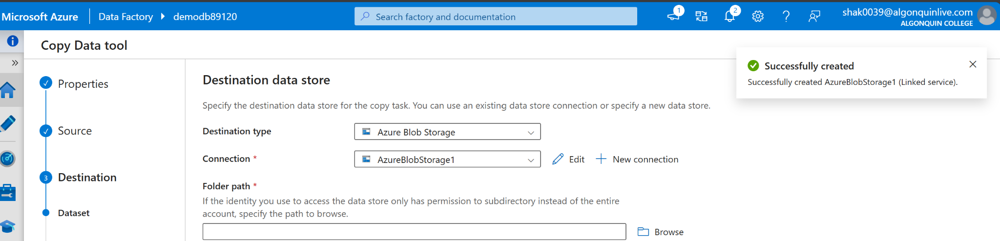 Microsoft Azure Data Factory demodb89120 Search factory and documentation 1 2 ? shak0039@algonquinlive.com
ALGONQUIN COLLEGE
Copy Data tool
Successfully created
Successfully created AzureBlobStorage1 (Linked service).
Properties
Source
3 Destination
Dataset
Destination data store
Specify the destination data store for the copy task. You can use an existing data store connection or specify a new data store.
Destination type Azure Blob Storage
Connection * AzureBlobStorage1 Edit New connection
Folder path *
If the identity you use to access the data store only has permission to subdirectory instead of the entire
account, specify the path to browse.
Browse